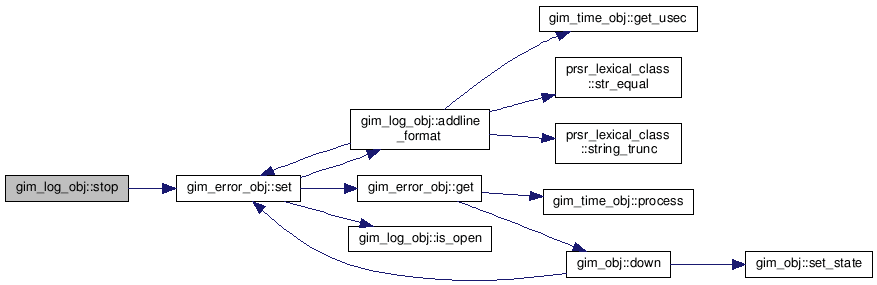 gim_time_obj::get_usec
prsr_lexical_class
::str_equal
gim_log_obj::addline
_format
prsr_lexical_class
::string_trunc
gim_log_obj::stop
gim_error_obj::set
gim_error_obj::get
gim_time_obj::process
gim_log_obj::is_open
gim_obj::down
gim_obj::set_state